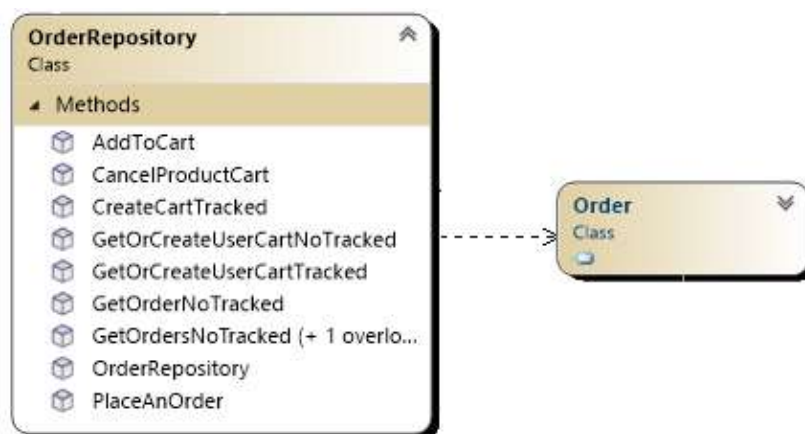 OrderRepository
Class
Methods
AddToCart
CancelProductCart
CreateCartTracked
GetOrCreateUserCartNoTracked
GetOrCreateUserCartTracked
GetOrderNoTracked
GetOrdersNoTracked (+ 1 overlo...
OrderRepository
PlaceAnOrder
Order
Class